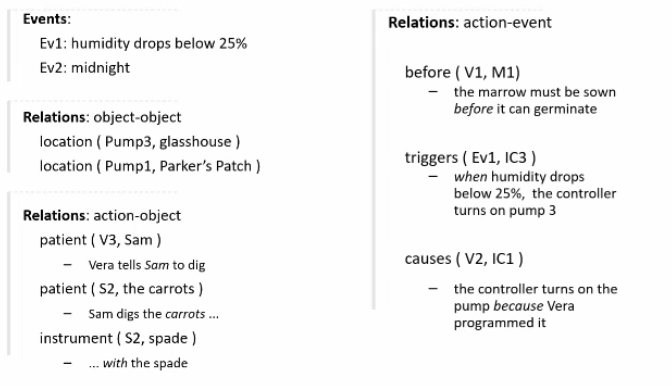 Events:
Ev1: humidity drops below 25%
Ev2: midnight
Relations: object-object
location ( Pump3, glasshouse )
location ( Pump1, Parker's Patch )
Relations: action-object
patient ( V3, Sam )
– Vera tells Sam to dig
patient ( S2, the carrots )
– Sam digs the carrots ...
instrument ( S2, spade )
– ... with the spade
Relations: action-event
before ( V1, M1)
– the marrow must be sown
before it can germinate
triggers ( Ev1, IC3 )
– when humidity drops
below 25%, the controller
turns on pump 3
causes ( V2, IC1 )
– the controller turns on the
pump because Vera
programmed it